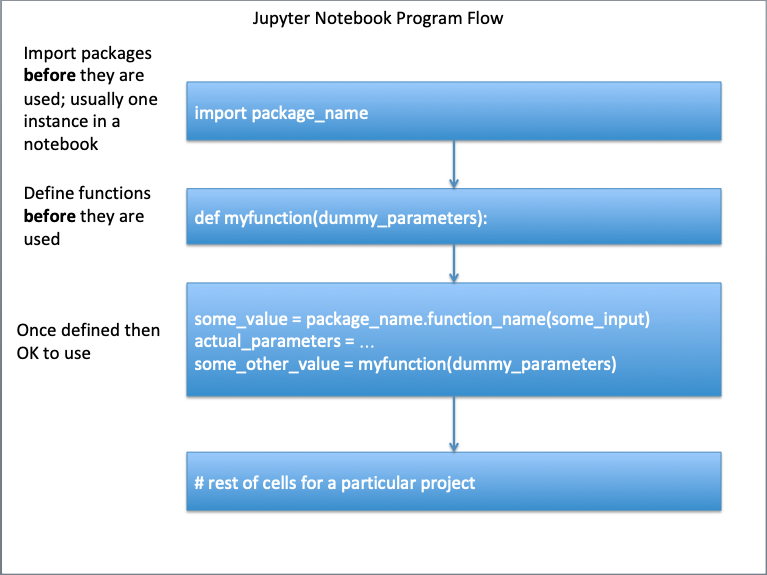 Jupyter Notebook Program Flow
Import packages
before they are
used; usually one
instance in a
notebook
import package_name
Define functions
before they are
used
def myfunction(dummy_parameters):
Once defined then
OK to use
some_value = package_name.function_name(some_input)
actual_parameters = …
some_other_value = myfunction(dummy_parameters)
# rest of cells for a particular project